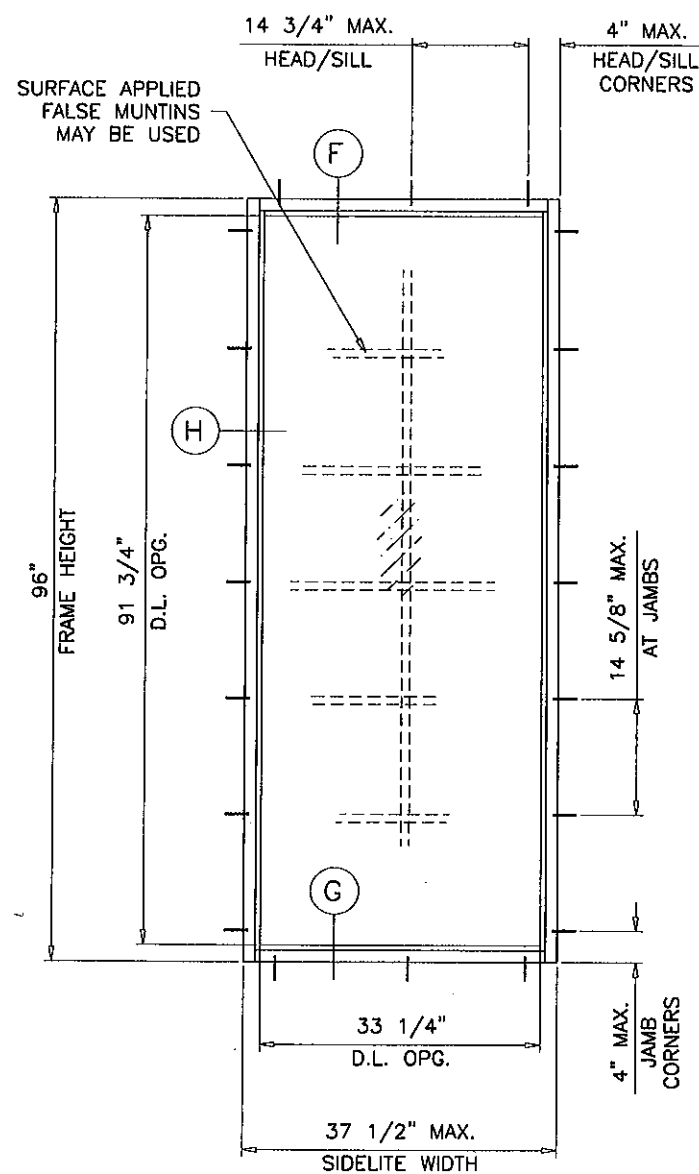 14 3/4" MAX.
HEAD/SILL
4" MAX.
HEAD/SILL
CORNERS
SURFACE APPLIED
FALSE MUNTINS
MAY BE USED
F
H
96"
FRAME HEIGHT
91 3/4"
D.L. OPG.
14 5/8" MAX.
AT JAMBS
G
33 1/4"
D.L. OPG.
4" MAX.
JAMB
CORNERS
37 1/2" MAX.
SIDELITE WIDTH